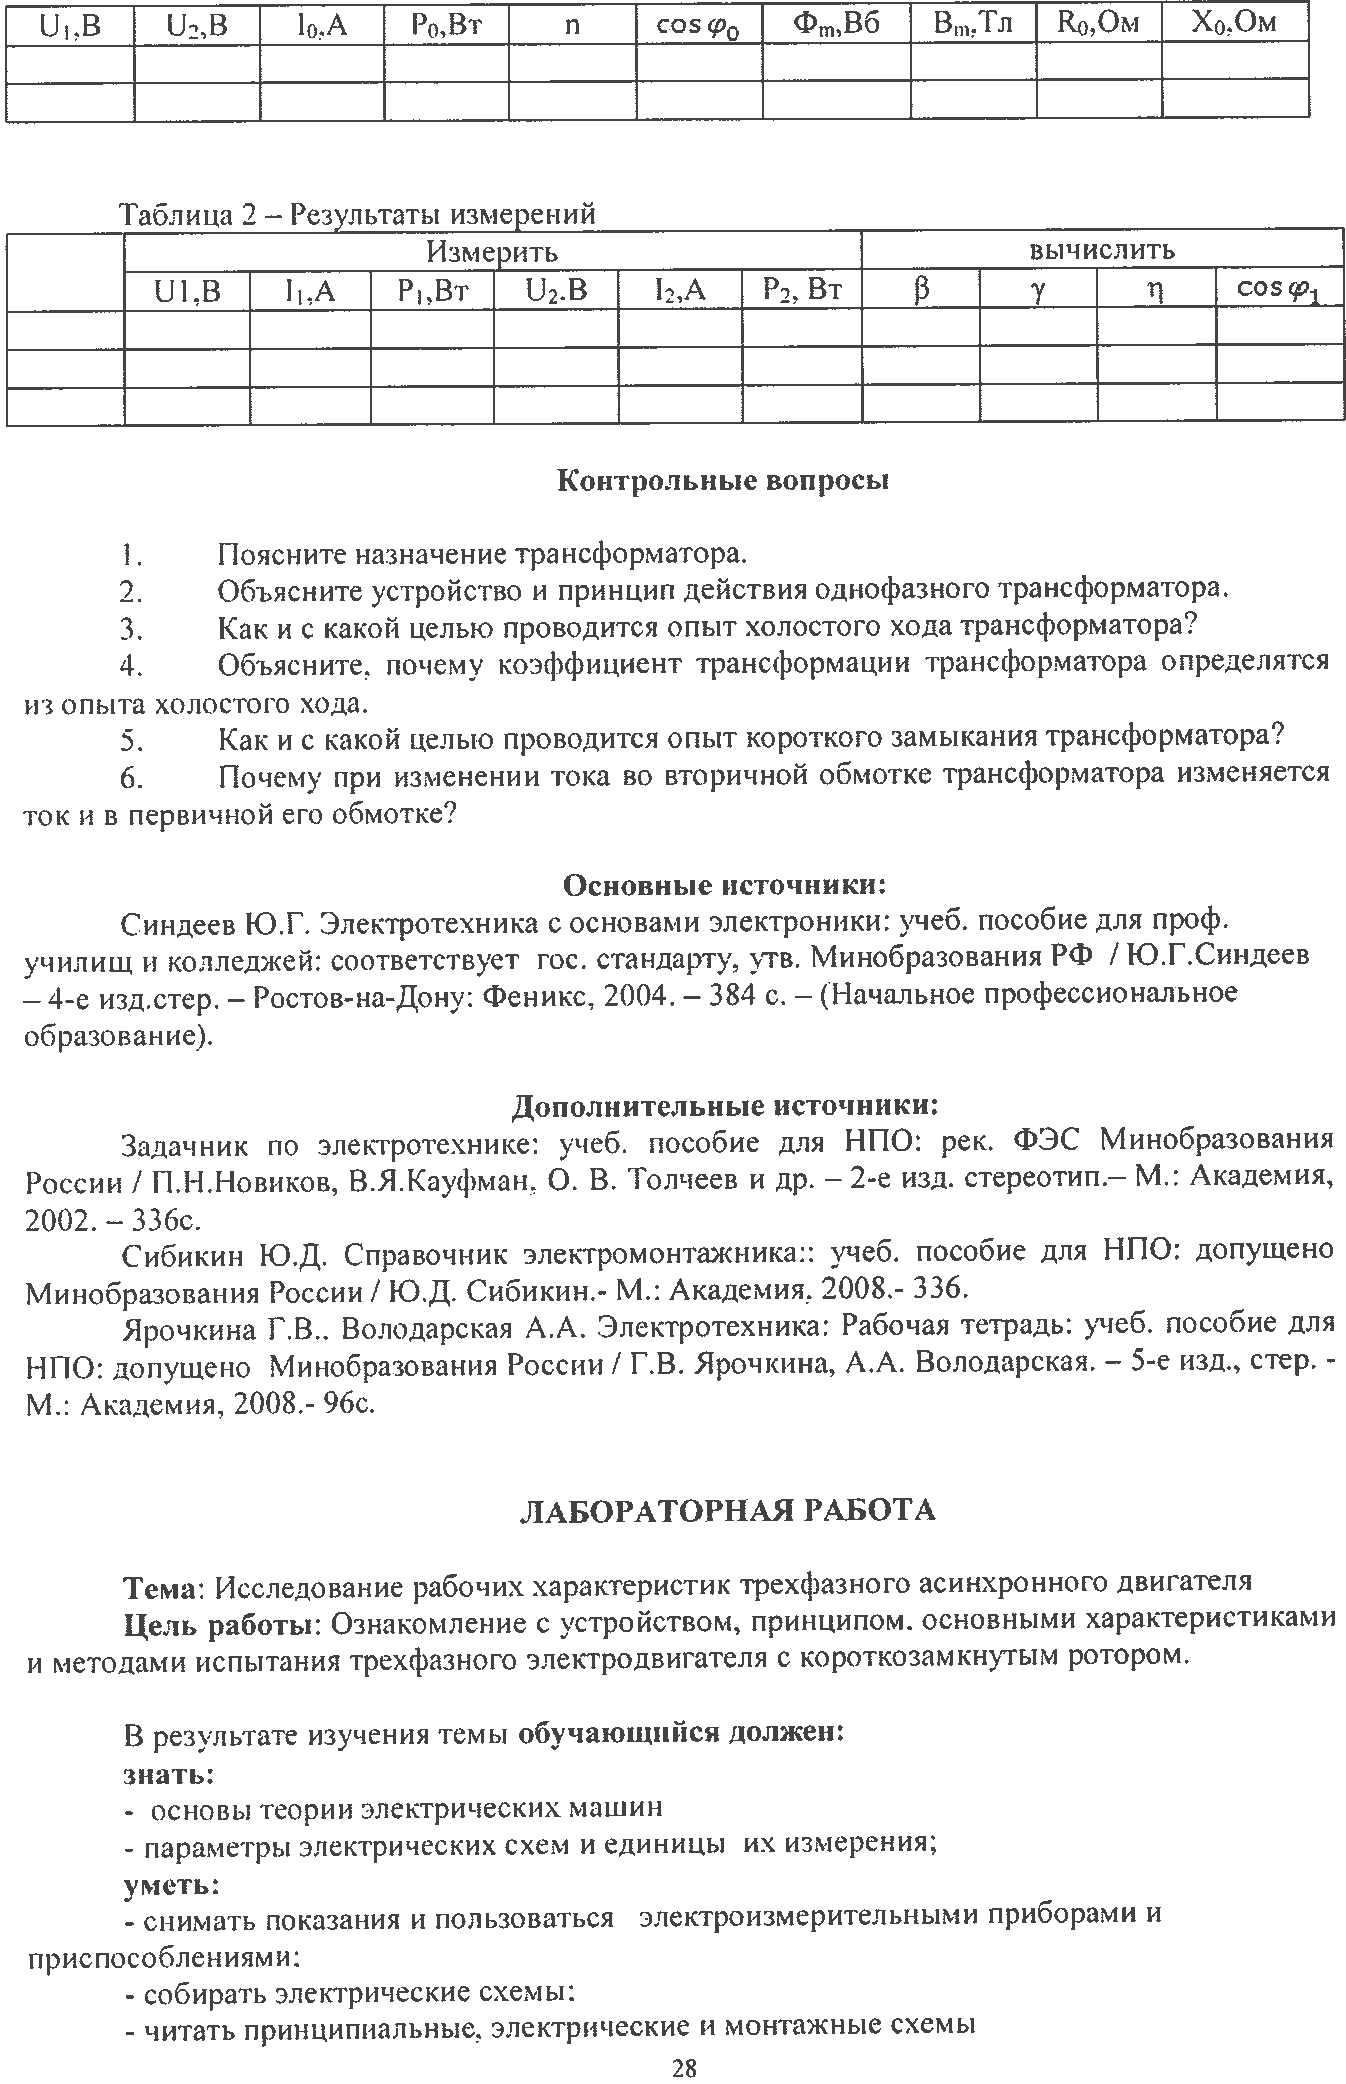 U₁,В U₂,В I₀,А P₀,Вт n cos φ₀ Фₘ,Вб Bₘ,Тл R₀,Ом X₀,Ом
Таблица 2 – Результаты измерений
Измерить вычислить
U1,В I₁,А P₁,Вт U₂.В I₂,А P₂, Вт β γ η cos φ₁
Контрольные вопросы
1. Поясните назначение трансформатора.
2. Объясните устройство и принцип действия однофазного трансформатора.
3. Как и с какой целью проводится опыт холостого хода трансформатора?
4. Объясните, почему коэффициент трансформации трансформатора определятся
из опыта холостого хода.
5. Как и с какой целью проводится опыт короткого замыкания трансформатора?
6. Почему при изменении тока во вторичной обмотке трансформатора изменяется
ток и в первичной его обмотке?
Основные источники:
Синдеев Ю.Г. Электротехника с основами электроники: учеб. пособие для проф.
училищ и колледжей: соответствует гос. стандарту, утв. Минобразования РФ / Ю.Г.Синдеев
– 4-е изд.стер. – Ростов-на-Дону: Феникс, 2004. – 384 с. – (Начальное профессиональное
образование).
Дополнительные источники:
Задачник по электротехнике: учеб. пособие для НПО: рек. ФЭС Минобразования
России / П.Н.Новиков, В.Я.Кауфман, О. В. Толчеев и др. – 2-е изд. стереотип.– М.: Академия,
2002. – 336с.
Сибикин Ю.Д. Справочник электромонтажника:: учеб. пособие для НПО: допущено
Минобразования России / Ю.Д. Сибикин.- М.: Академия, 2008.- 336.
Ярочкина Г.В.. Володарская А.А. Электротехника: Рабочая тетрадь: учеб. пособие для
НПО: допущено Минобразования России / Г.В. Ярочкина, А.А. Володарская. – 5-е изд., стер. -
М.: Академия, 2008.- 96с.
ЛАБОРАТОРНАЯ РАБОТА
Тема: Исследование рабочих характеристик трехфазного асинхронного двигателя
Цель работы: Ознакомление с устройством, принципом. основными характеристиками
и методами испытания трехфазного электродвигателя с короткозамкнутым ротором.
В результате изучения темы обучающийся должен:
знать:
- основы теории электрических машин
- параметры электрических схем и единицы их измерения;
уметь:
- снимать показания и пользоваться электроизмерительными приборами и
приспособлениями;
- собирать электрические схемы:
- читать принципиальные, электрические и монтажные схемы
28